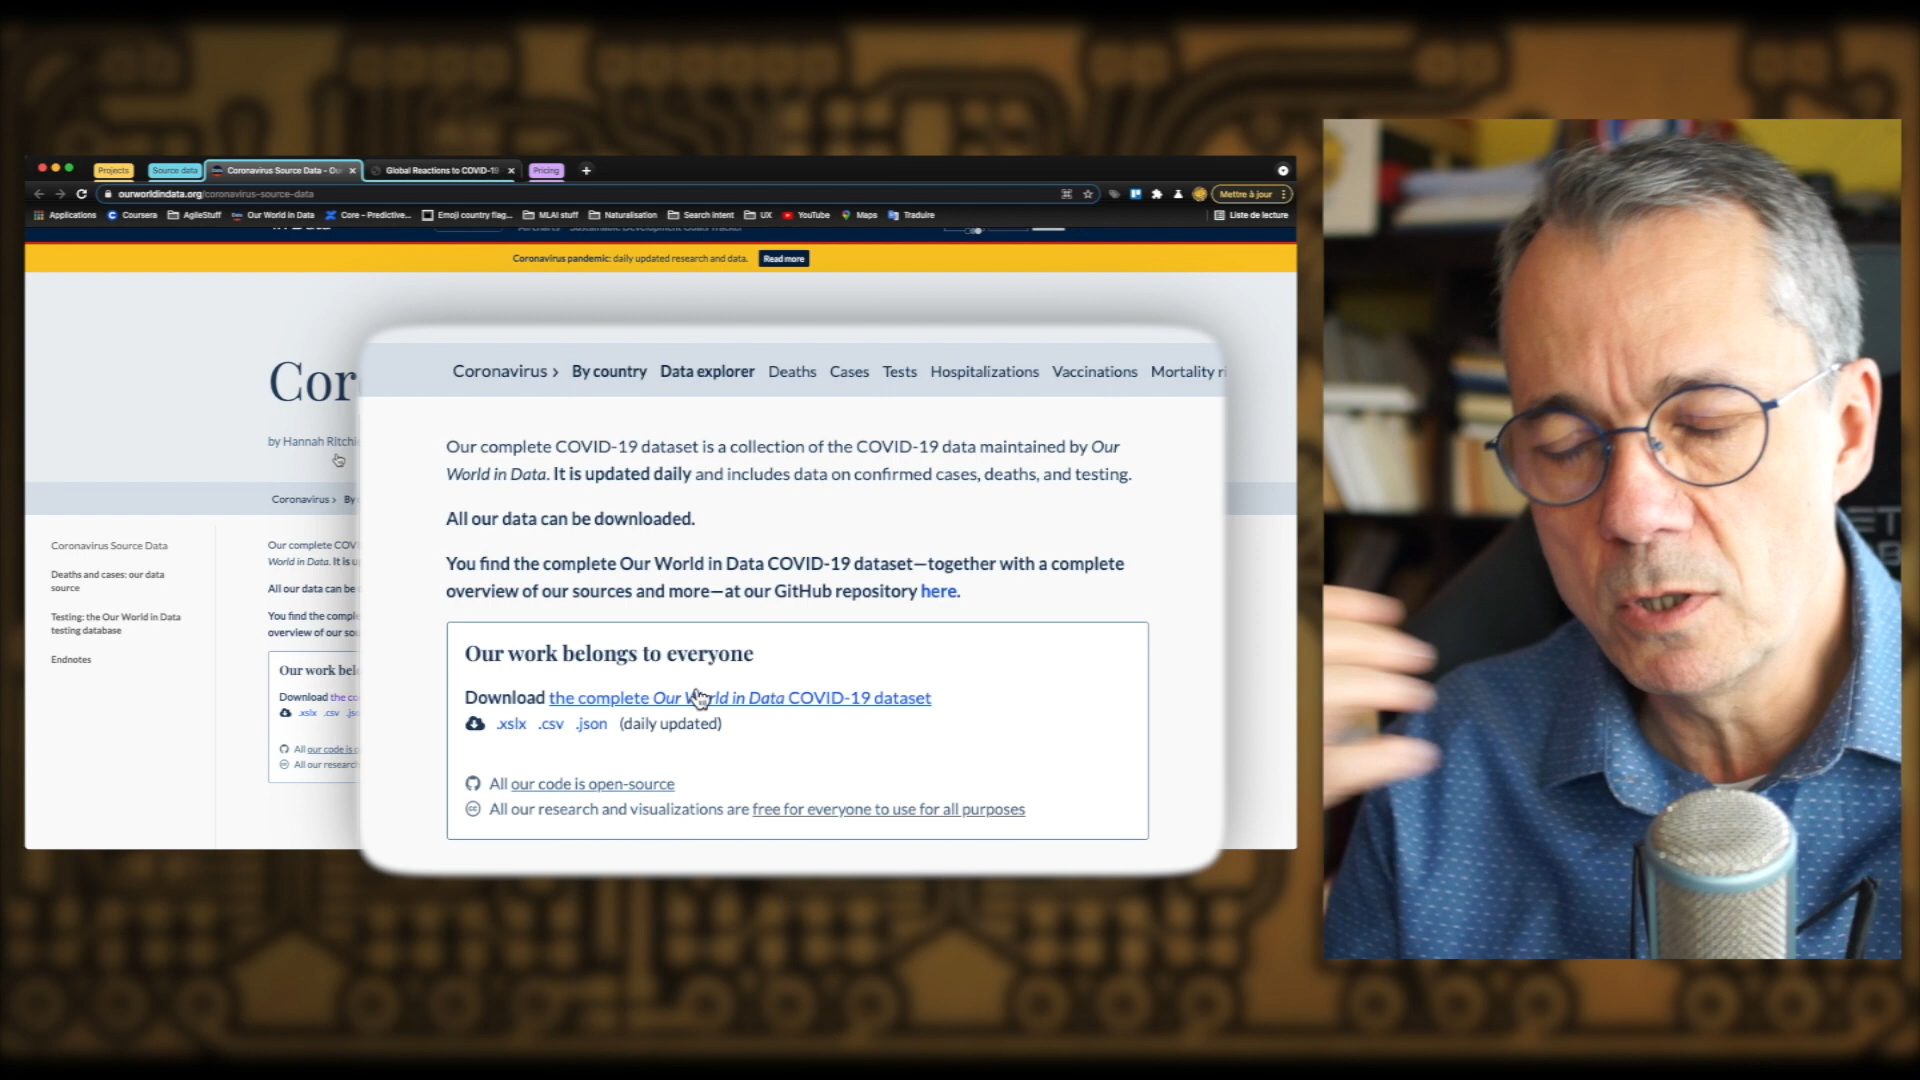 Projects
Source data
Coronavirus Source Data - Ou
Global Reactions to COVID-19
Pricing
ourworldindata.org/coronavirus-source-data
Mettre à jour
Applications
Coursera
AgileStuff
Our World in Data
Core - Predictive...
Emoji country flag...
MLAI stuff
Naturalisation
Search intent
UX
YouTube
Maps
Traduire
Liste de lecture
Coronavirus pandemic: daily updated research and data.
Read more
Cor
by Hannah Ritchi
Coronavirus › By
Coronavirus Source Data
Deaths and cases: our data
source
Testing: the Our World in Data
testing database
Endnotes
Our complete COV
World in Data. It is u
All our data can be
You find the compl
overview of our so
Our work bel
Download the co
.xslx .csv .js
All our code is o
All our researc
Coronavirus › By country Data explorer Deaths Cases Tests Hospitalizations Vaccinations Mortality ri
Our complete COVID-19 dataset is a collection of the COVID-19 data maintained by Our
World in Data. It is updated daily and includes data on confirmed cases, deaths, and testing.
All our data can be downloaded.
You find the complete Our World in Data COVID-19 dataset—together with a complete
overview of our sources and more—at our GitHub repository here.
Our work belongs to everyone
Download the complete Our World in Data COVID-19 dataset
.xslx .csv .json (daily updated)
All our code is open-source
All our research and visualizations are free for everyone to use for all purposes